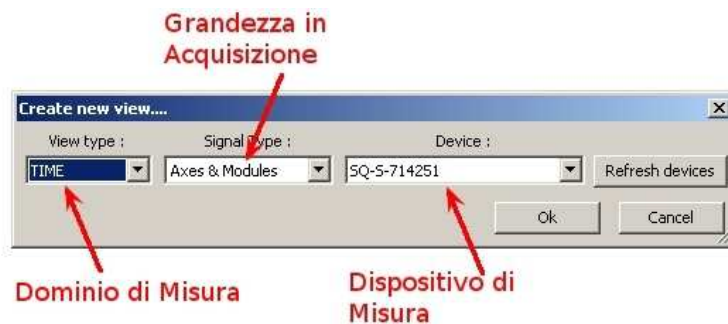 Grandezza in
Acquisizione
Create new view....
View type :
Signal Type :
Device :
TIME
Axes & Modules
SQ-S-714251
Refresh devices
Ok
Cancel
Dominio di Misura
Dispositivo di
Misura